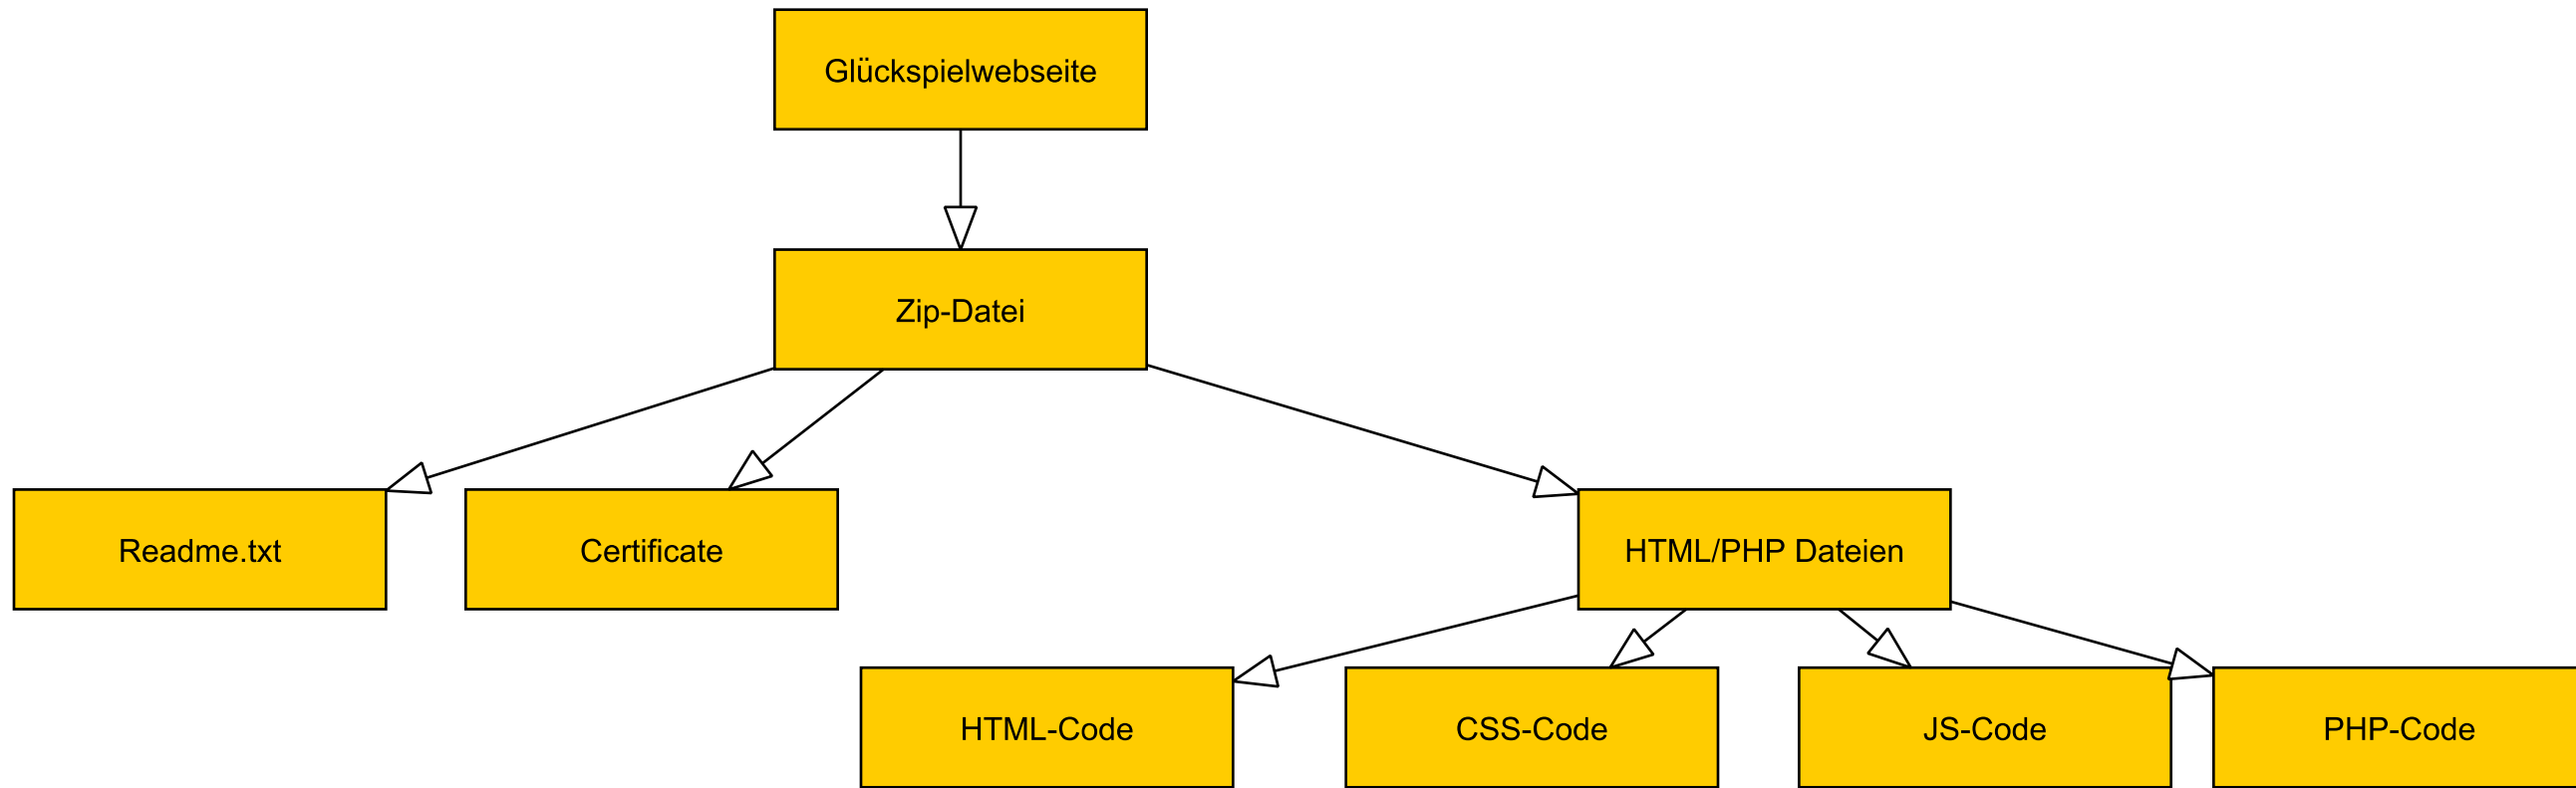 Glückspielwebseite
Zip-Datei
Readme.txt
Certificate
HTML/PHP Dateien
HTML-Code
CSS-Code
JS-Code
PHP-Code